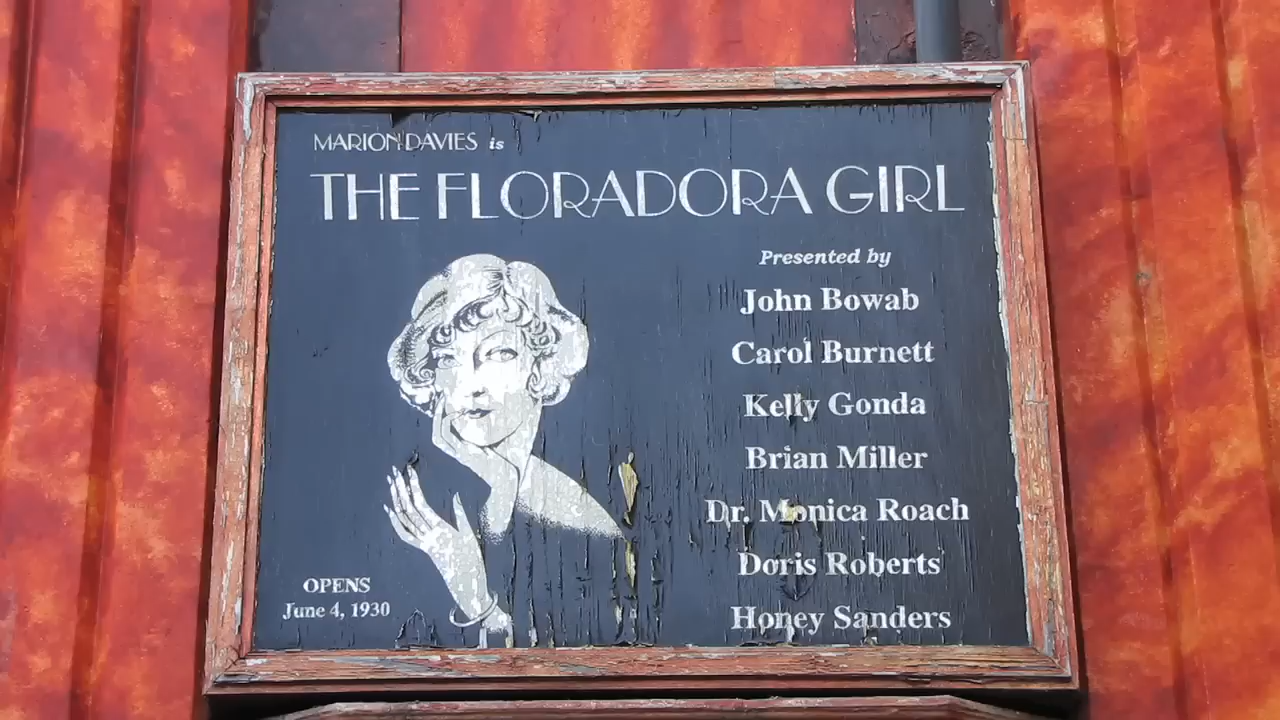 MARION DAVIES is
THE FLORADORA GIRL
Presented by
John Bowab
Carol Burnett
Kelly Gonda
Brian Miller
Dr. Monica Roach
Doris Roberts
Honey Sanders
OPENS
June 4, 1930